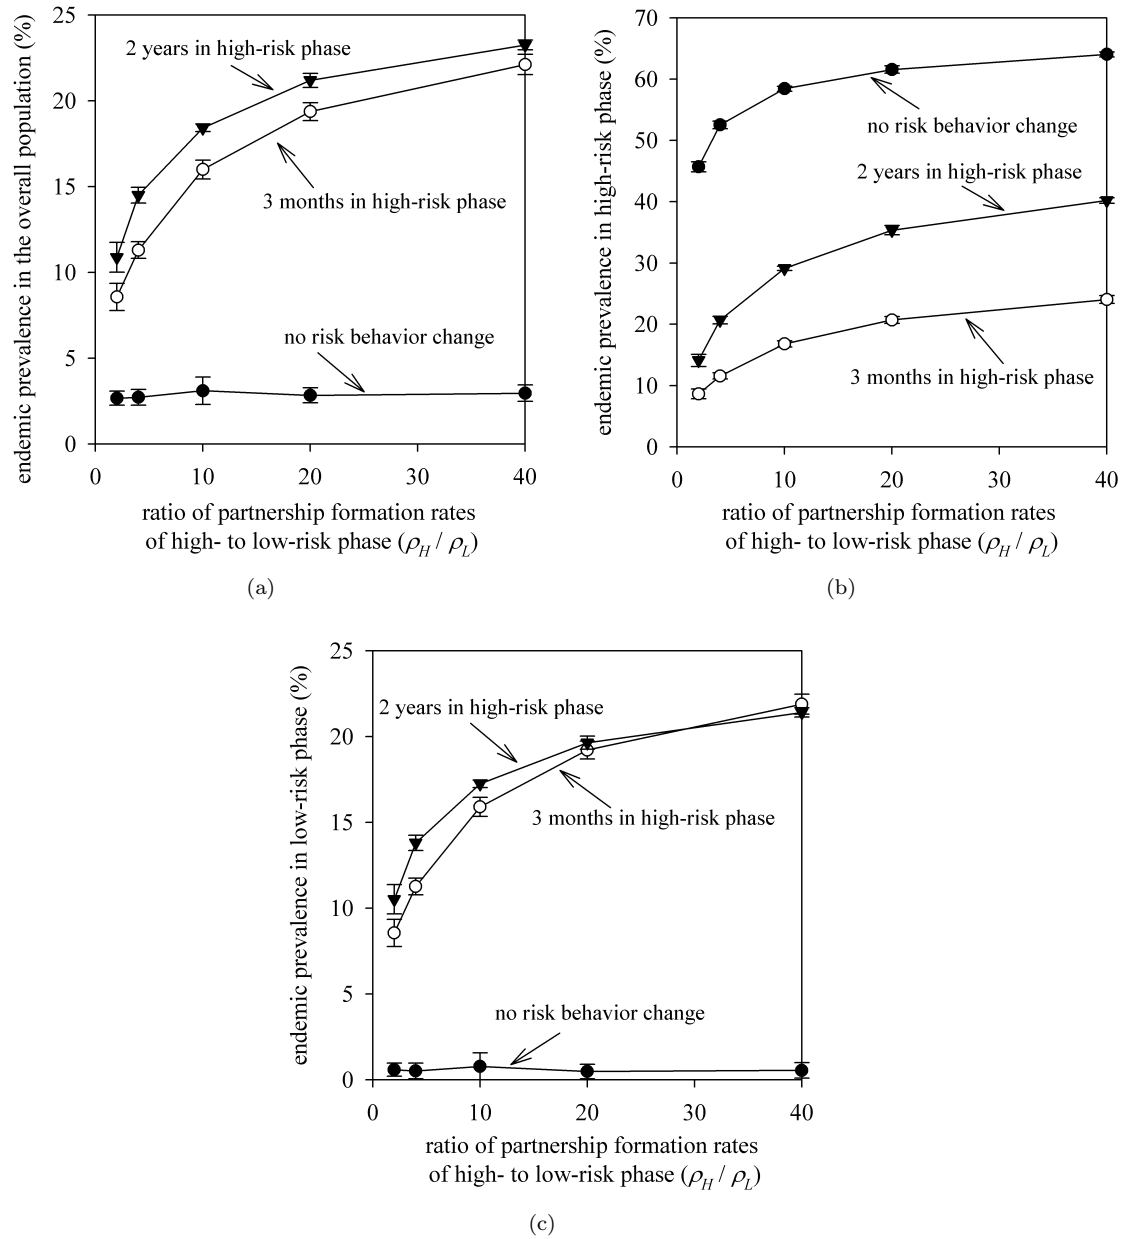 endemic prevalence in the overall population (%)
25
20
15
10
5
0
2 years in high-risk phase
3 months in high-risk phase
no risk behavior change
0 10 20 30 40
ratio of partnership formation rates
of high- to low-risk phase (ρH / ρL)
(a)
endemic prevalence in high-risk phase (%)
70
60
50
40
30
20
10
0
no risk behavior change
2 years in high-risk phase
3 months in high-risk phase
0 10 20 30 40
ratio of partnership formation rates
of high- to low-risk phase (ρH / ρL)
(b)
endemic prevalence in low-risk phase (%)
25
20
15
10
5
0
2 years in high-risk phase
3 months in high-risk phase
no risk behavior change
0 10 20 30 40
ratio of partnership formation rates
of high- to low-risk phase (ρH / ρL)
(c)